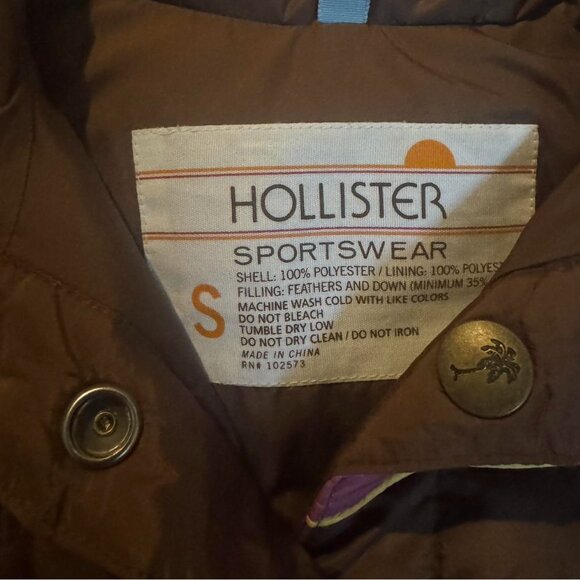 HOLLISTER
SPORTSWEAR
S
SHELL: 100% POLYESTER / LINING: 100%
FILLING: FEATHERS AND DOWN (MINIMUM 35%
MACHINE WASH COLD WITH LIKE COLORS
DO NOT BLEACH
TUMBLE DRY LOW
DO NOT DRY CLEAN / DO NOT IRON
MADE IN CHINA
RN# 102573